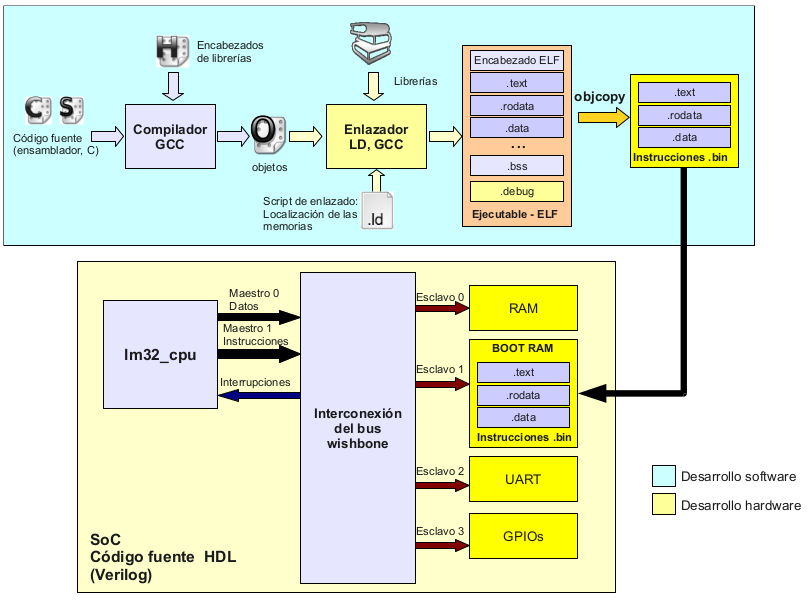 Encabezados
de librerías
Librerías
C
S
H
O
Código fuente
(ensamblador, C)
Compilador
GCC
objetos
Enlazador
LD, GCC
Script de enlazado:
Localización de las
memorias
.ld
Encabezado ELF
.text
.rodata
.data
...
.bss
.debug
Ejecutable - ELF
objcopy
.text
.rodata
.data
Instrucciones .bin
lm32_cpu
Maestro 0
Datos
Maestro 1
Instrucciones
Interrupciones
Interconexión
del bus
wishbone
Esclavo 0
RAM
Esclavo 1
BOOT RAM
.text
.rodata
.data
Instrucciones .bin
Esclavo 2
UART
Esclavo 3
GPIOs
SoC
Código fuente HDL
(Verilog)
Desarrollo software
Desarrollo hardware